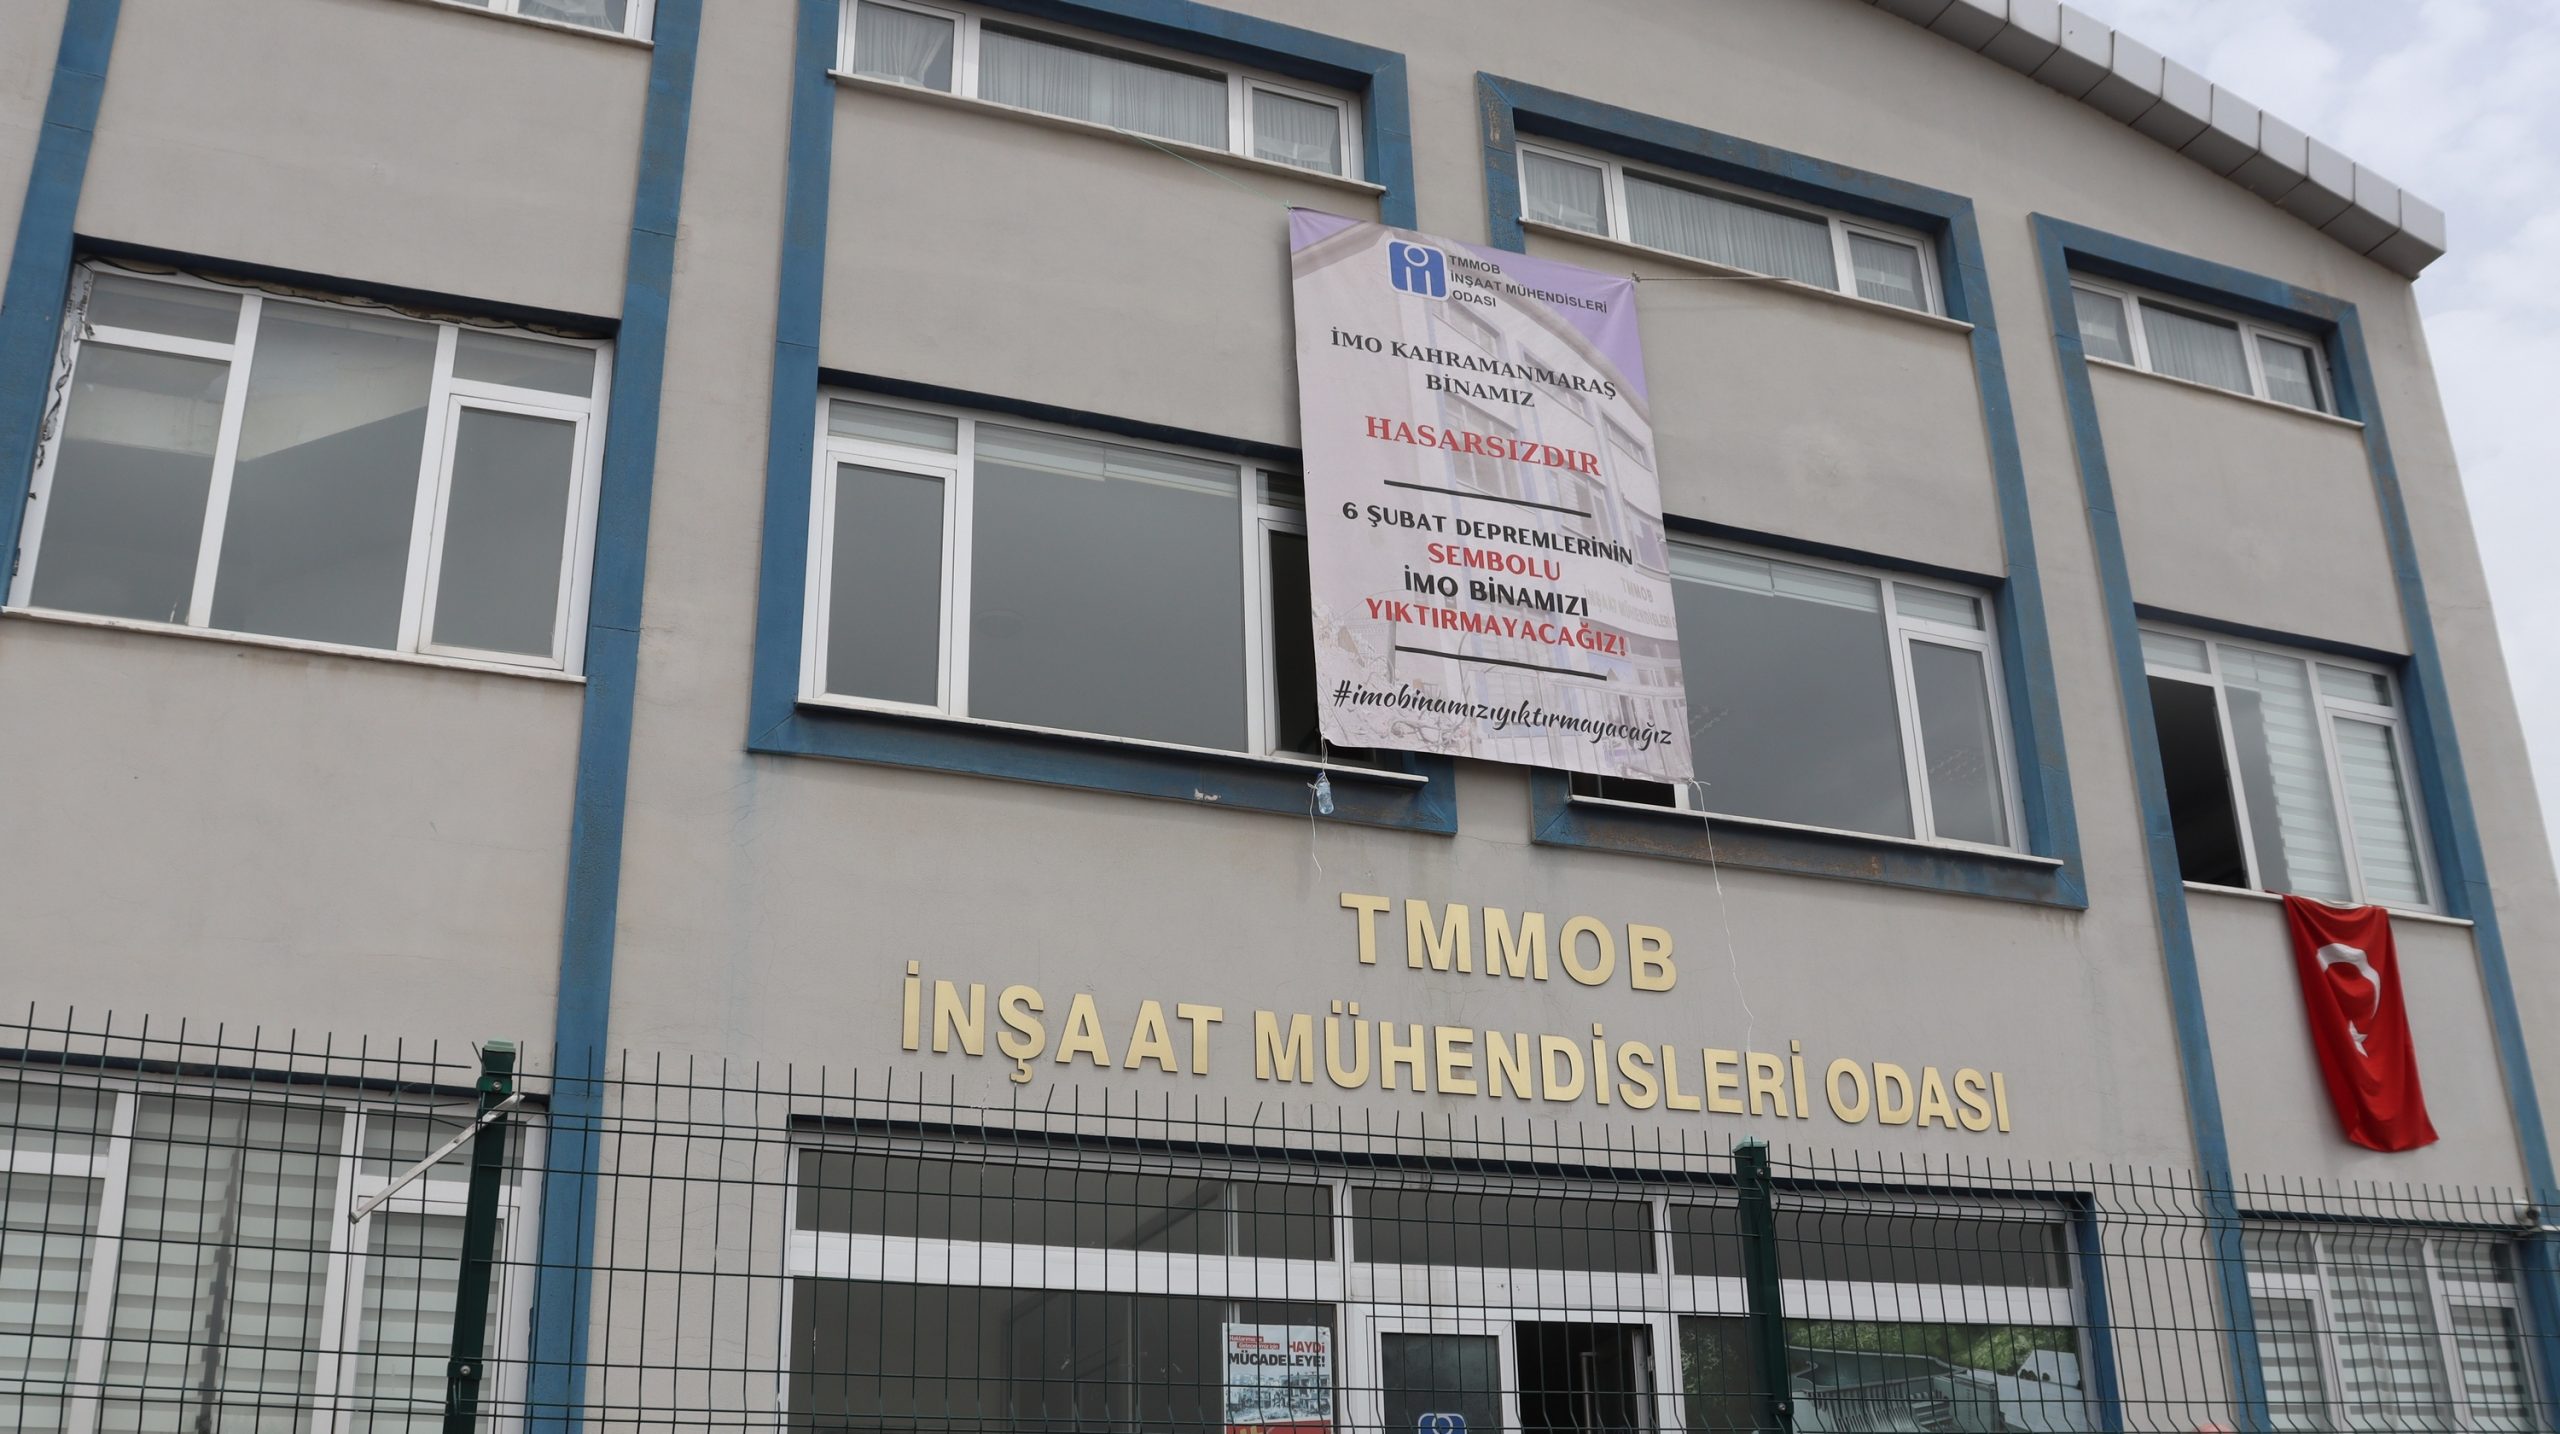 TMMOB
İNŞAAT MÜHENDİSLERİ
ODASI
İMO KAHRAMANMARAŞ
BİNAMIZ
HASARSIZDIR
6 ŞUBAT DEPREMLERİNİN
SEMBOLU
İMO BİNAMIZI
YIKTIRMAYACAĞIZ!
#imobinamızıyıktırmayacağız
TMMOB
İNŞAAT MÜHENDİSLERİ ODASI
HAYDİ
MÜCADELEYE!